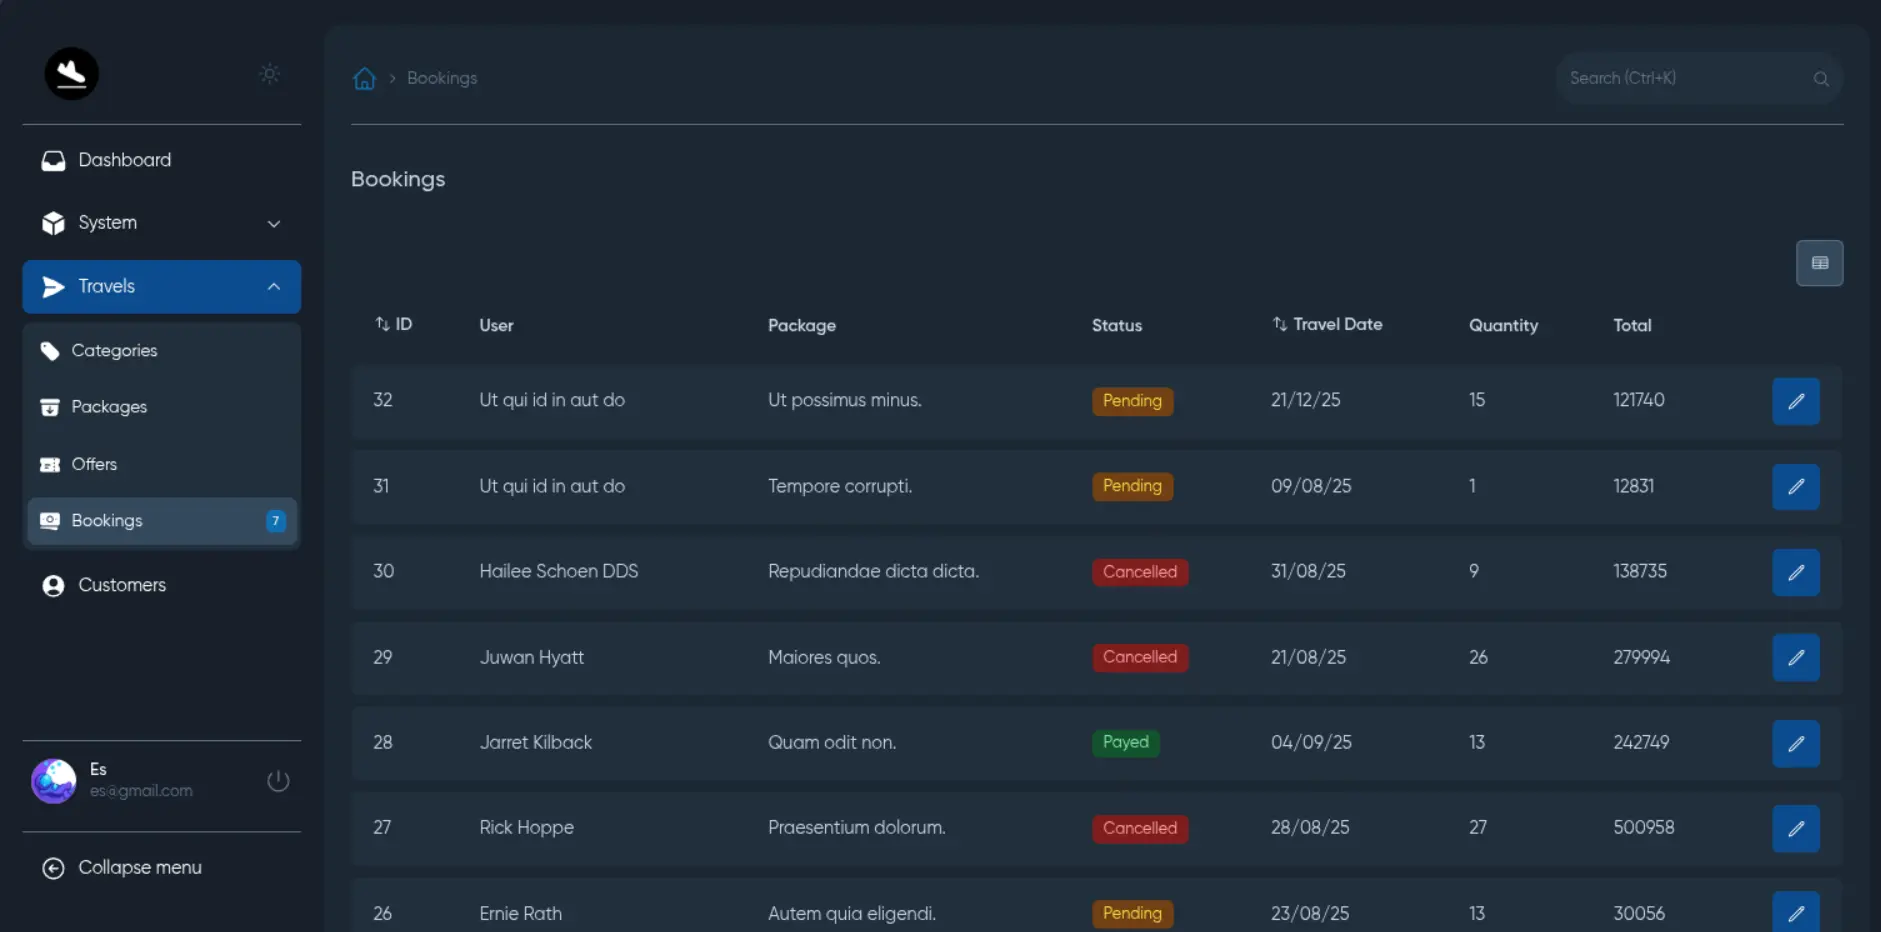 Bookings
Search (Ctrl+K)
Dashboard
System
Travels
Categories
Packages
Offers
Bookings 7
Customers
Es
es@gmail.com
Collapse menu
Bookings
ID User Package Status Travel Date Quantity Total
32 Ut qui id in aut do Ut possimus minus. Pending 21/12/25 15 121740
31 Ut qui id in aut do Tempore corrupti. Pending 09/08/25 1 12831
30 Hailee Schoen DDS Repudiandae dicta dicta. Cancelled 31/08/25 9 138735
29 Juwan Hyatt Maiores quos. Cancelled 21/08/25 26 279994
28 Jarret Kilback Quam odit non. Payed 04/09/25 13 242749
27 Rick Hoppe Praesentium dolorum. Cancelled 28/08/25 27 500958
26 Ernie Rath Autem quia eligendi. Pending 23/08/25 13 30056